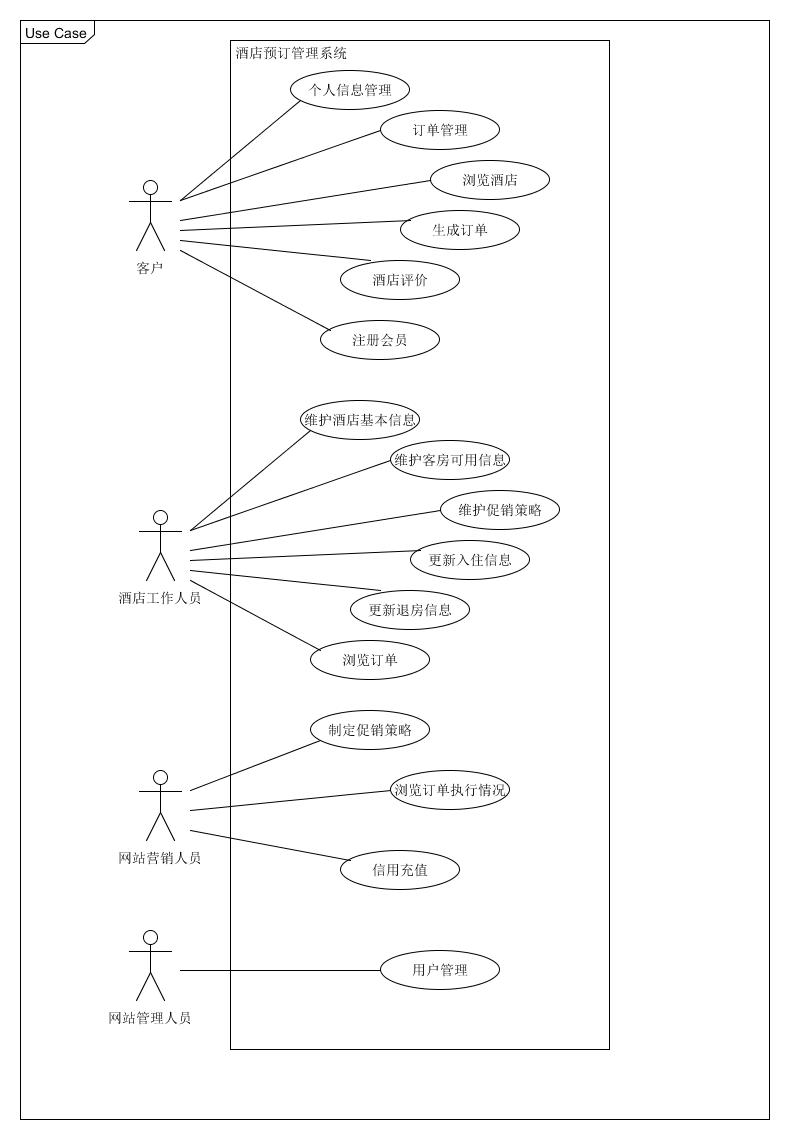 Use Case
酒店预订管理系统
个人信息管理
订单管理
浏览酒店
生成订单
酒店评价
客户
注册会员
维护酒店基本信息
维护客房可用信息
维护促销策略
更新入住信息
酒店工作人员
更新退房信息
浏览订单
制定促销策略
浏览订单执行情况
网站营销人员
信用充值
用户管理
网站管理人员